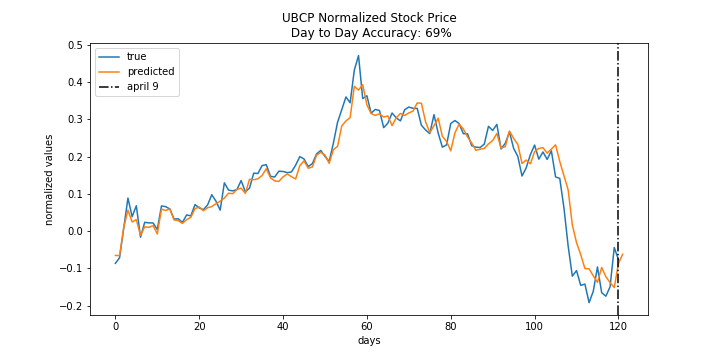 UBCP Normalized Stock Price
Day to Day Accuracy: 69%
true
predicted
april 9
normalized values
0.5
0.4
0.3
0.2
0.1
0.0
−0.1
−0.2
0 20 40 60 80 100 120
days